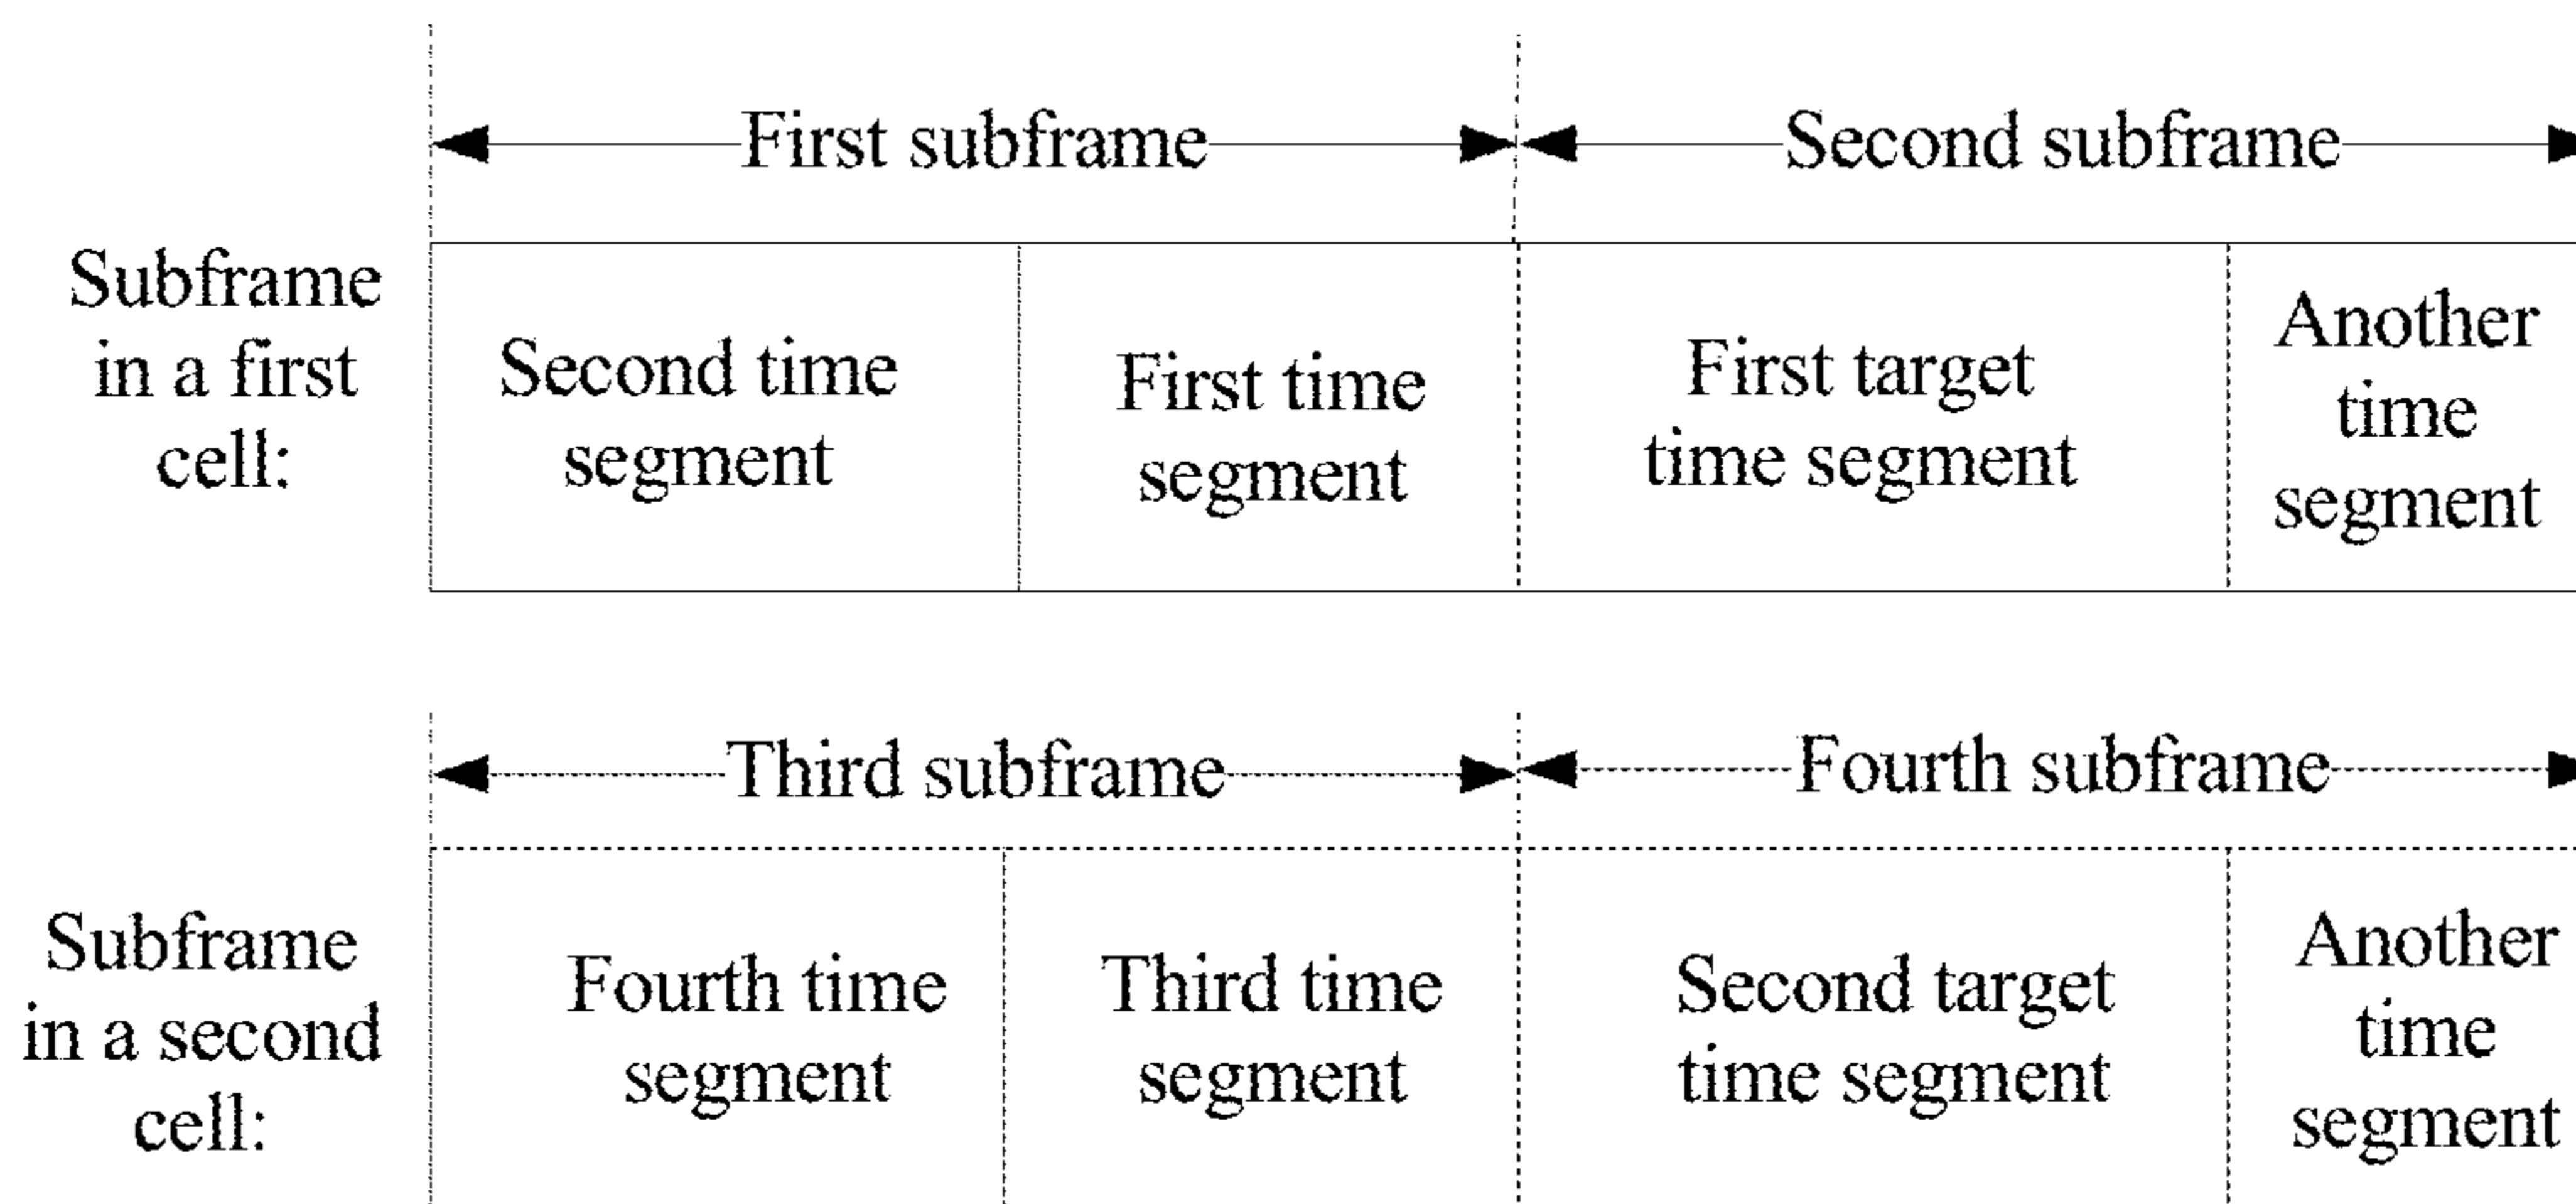 First subframe
Second subframe
Subframe
in a first
cell:
Second time
segment
First time
segment
First target
time segment
Another
time
segment
Third subframe
Fourth subframe
Subframe
in a second
cell:
Fourth time
segment
Third time
segment
Second target
time segment
Another
time
segment